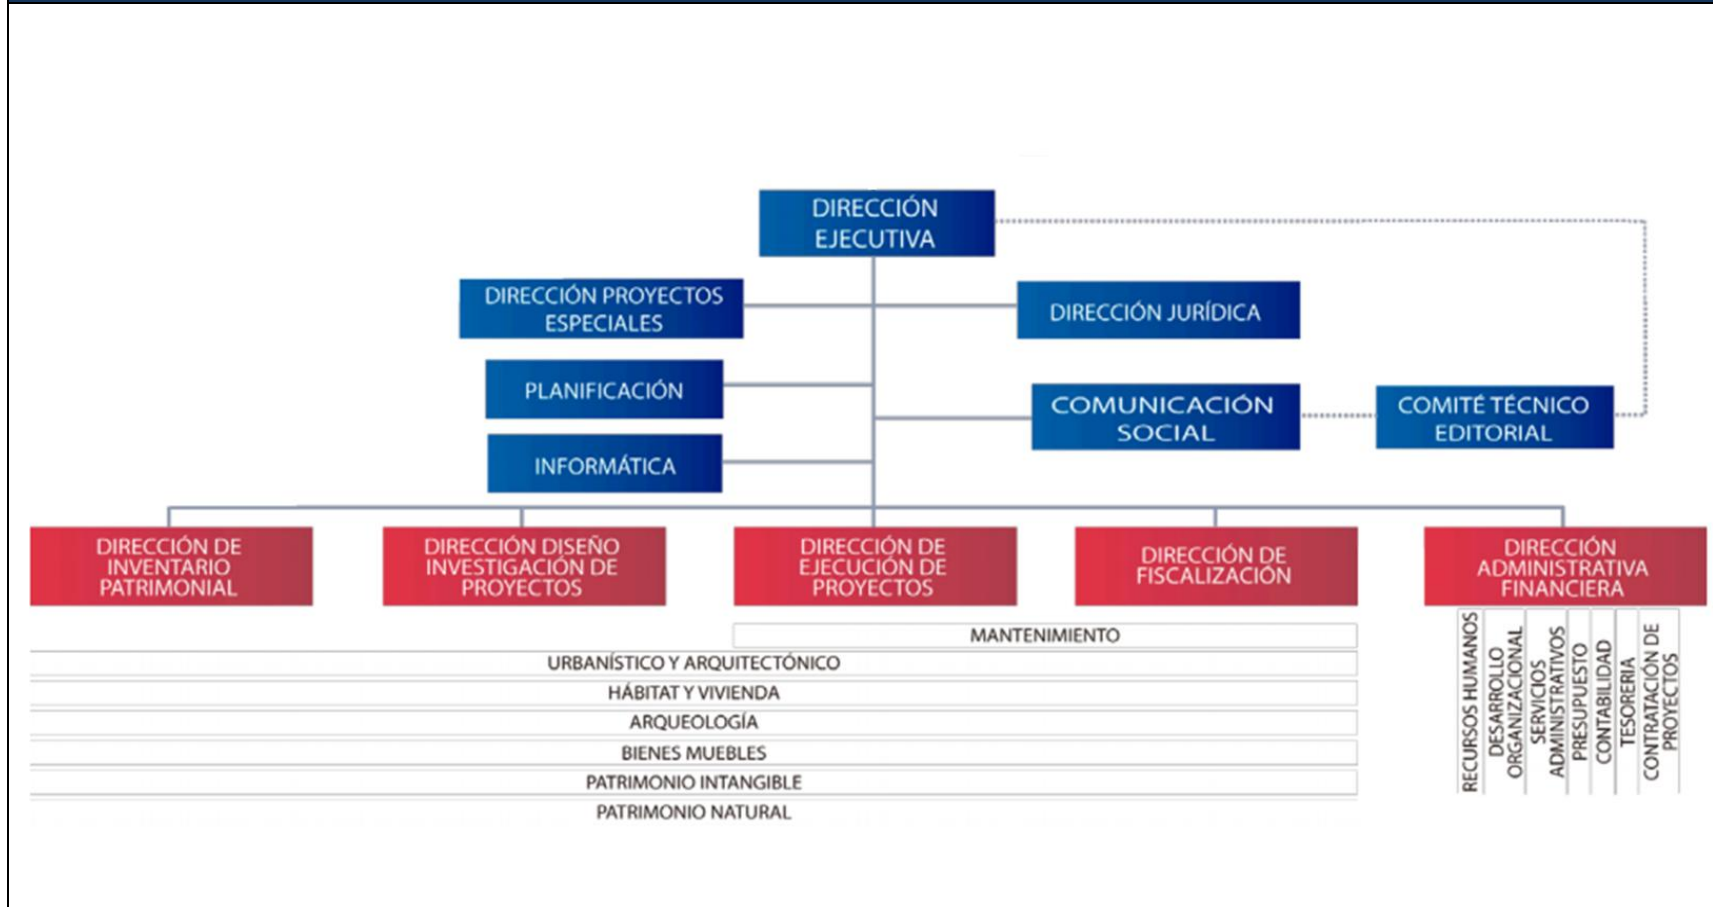 DIRECCIÓN
EJECUTIVA
DIRECCIÓN PROYECTOS
ESPECIALES
DIRECCIÓN JURÍDICA
PLANIFICACIÓN
COMUNICACIÓN
SOCIAL
COMITÉ TÉCNICO
EDITORIAL
INFORMÁTICA
DIRECCIÓN DE
INVENTARIO
PATRIMONIAL
DIRECCIÓN DISEÑO
INVESTIGACIÓN DE
PROYECTOS
DIRECCIÓN DE
EJECUCIÓN DE
PROYECTOS
DIRECCIÓN DE
FISCALIZACIÓN
DIRECCIÓN
ADMINISTRATIVA
FINANCIERA
MANTENIMIENTO
URBANÍSTICO Y ARQUITECTÓNICO
HÁBITAT Y VIVIENDA
ARQUEOLOGÍA
BIENES MUEBLES
PATRIMONIO INTANGIBLE
PATRIMONIO NATURAL
RECURSOS HUMANOS
DESARROLLO
ORGANIZACIONAL
SERVICIOS
ADMINISTRATIVOS
PRESUPUESTO
CONTABILIDAD
TESORERIA
CONTRATACIÓN DE
PROYECTOS